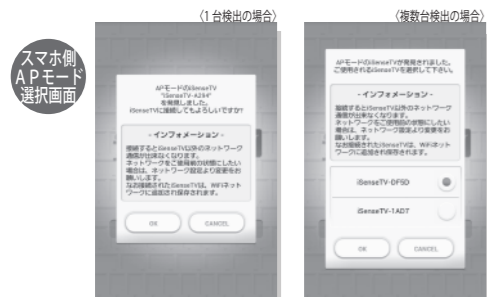 〈1台検出の場合〉
スマホ側
APモード
選択画面
APモードのiSenseTV
"iSenseTV-A294"
を発見しました。
iSenseTVに接続してもよろしいですか?
- インフォメーション -
接続するとiSenseTV以外のネットワーク
通信が出来なくなります。
ネットワークをご使用前の状態にしたい
場合は、ネットワーク設定より変更をお
願いします。
なお接続されたiSenseTVは、WiFiネット
ワークに追加され保存されます。
OK
CANCEL
〈複数台検出の場合〉
APモードのiSenseTVが発見されました。
ご使用されるiSenseTVを選択して下さい。
- インフォメーション -
接続するとiSenseTV以外のネットワーク
通信が出来なくなります。
ネットワークをご使用前の状態にしたい
場合は、ネットワーク設定より変更をお
願いします。
なお接続されたiSenseTVは、WiFiネット
ワークに追加され保存されます。
iSenseTV-DF5D
iSenseTV-1AD7
OK
CANCEL